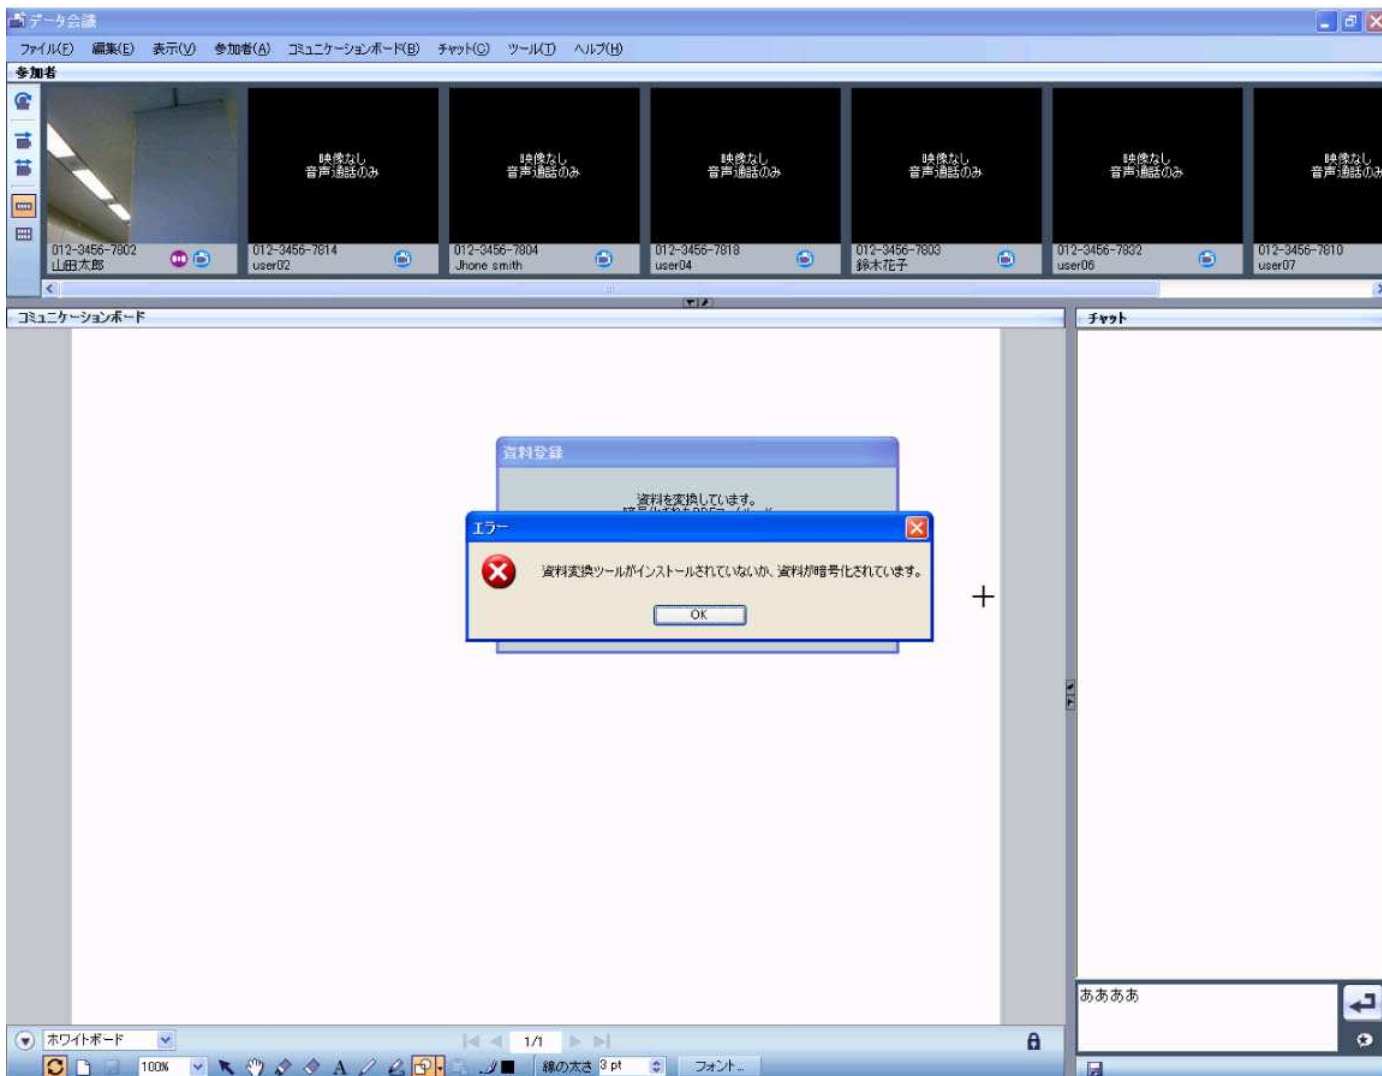 データ会議
ファイル(F) 編集(E) 表示(V) 参加者(A) コミュニケーションボード(B) チャット(C) ツール(T) ヘルプ(H)
参加者
映像なし
音声通話のみ
映像なし
音声通話のみ
映像なし
音声通話のみ
映像なし
音声通話のみ
映像なし
音声通話のみ
映像なし
音声通話のみ
012-3456-7802
山田太郎
012-3456-7814
user02
012-3456-7804
Jhone smith
012-3456-7818
user04
012-3456-7803
鈴木花子
012-3456-7832
user06
012-3456-7810
user07
コミュニケーションボード
チャット
資料登録
資料を変換しています。
エラー
資料変換ツールがインストールされていないか、資料が暗号化されています。
OK
ああああ
ホワイトボード
1/1
100%
A
線の太さ 3 pt
フォント...